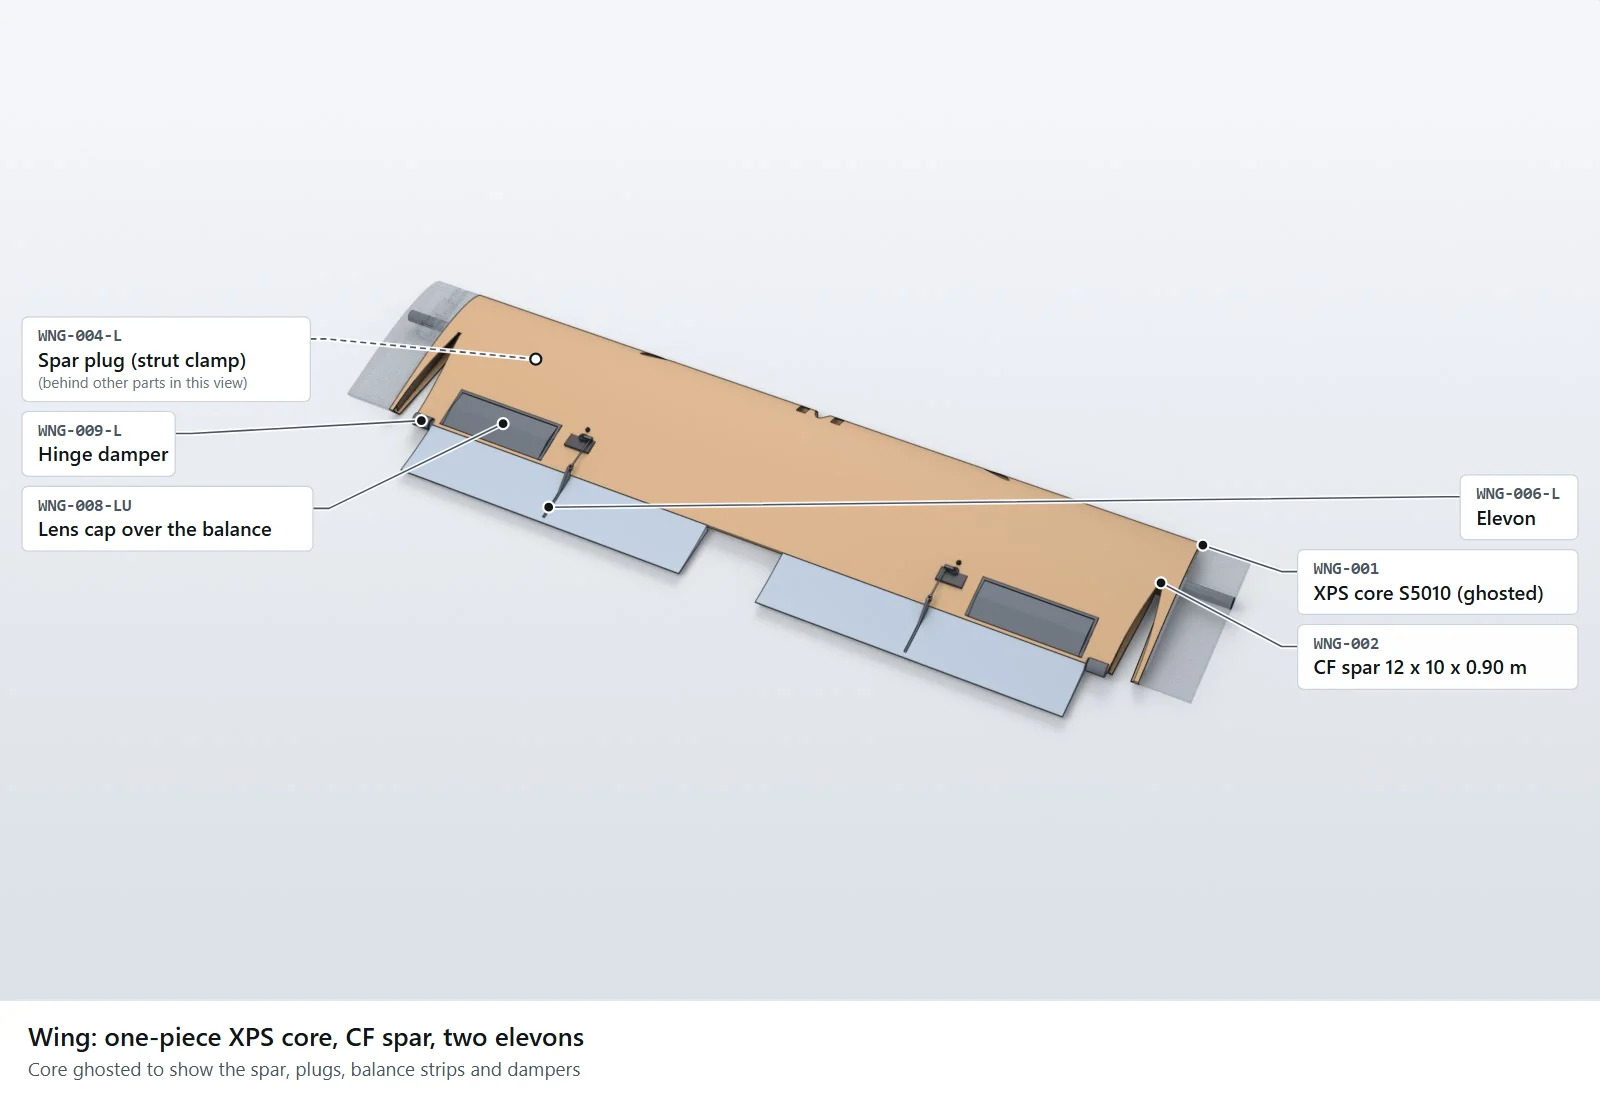 WNG-004-L
Spar plug (strut clamp)
(behind other parts in this view)
WNG-009-L
Hinge damper
WNG-008-LU
Lens cap over the balance
WNG-006-L
Elevon
WNG-001
XPS core S5010 (ghosted)
WNG-002
CF spar 12 x 10 x 0.90 m
Wing: one-piece XPS core, CF spar, two elevons
Core ghosted to show the spar, plugs, balance strips and dampers